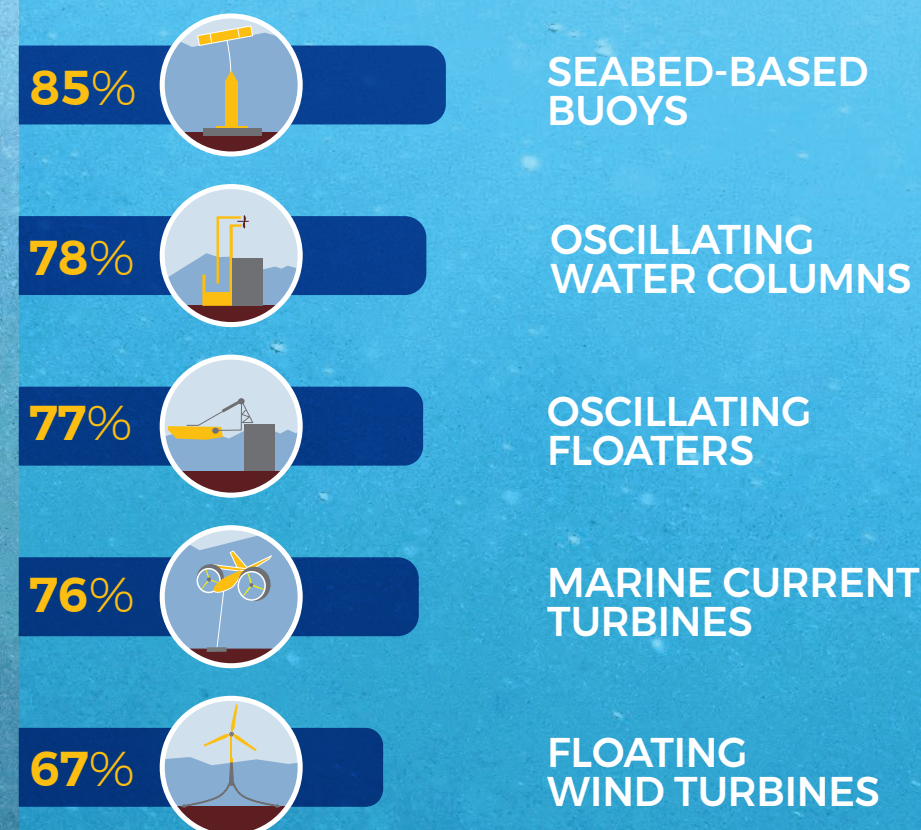 85%
SEABED-BASED
BUOYS
78%
OSCILLATING
WATER COLUMNS
77%
OSCILLATING
FLOATERS
76%
MARINE CURRENT
TURBINES
67%
FLOATING
WIND TURBINES